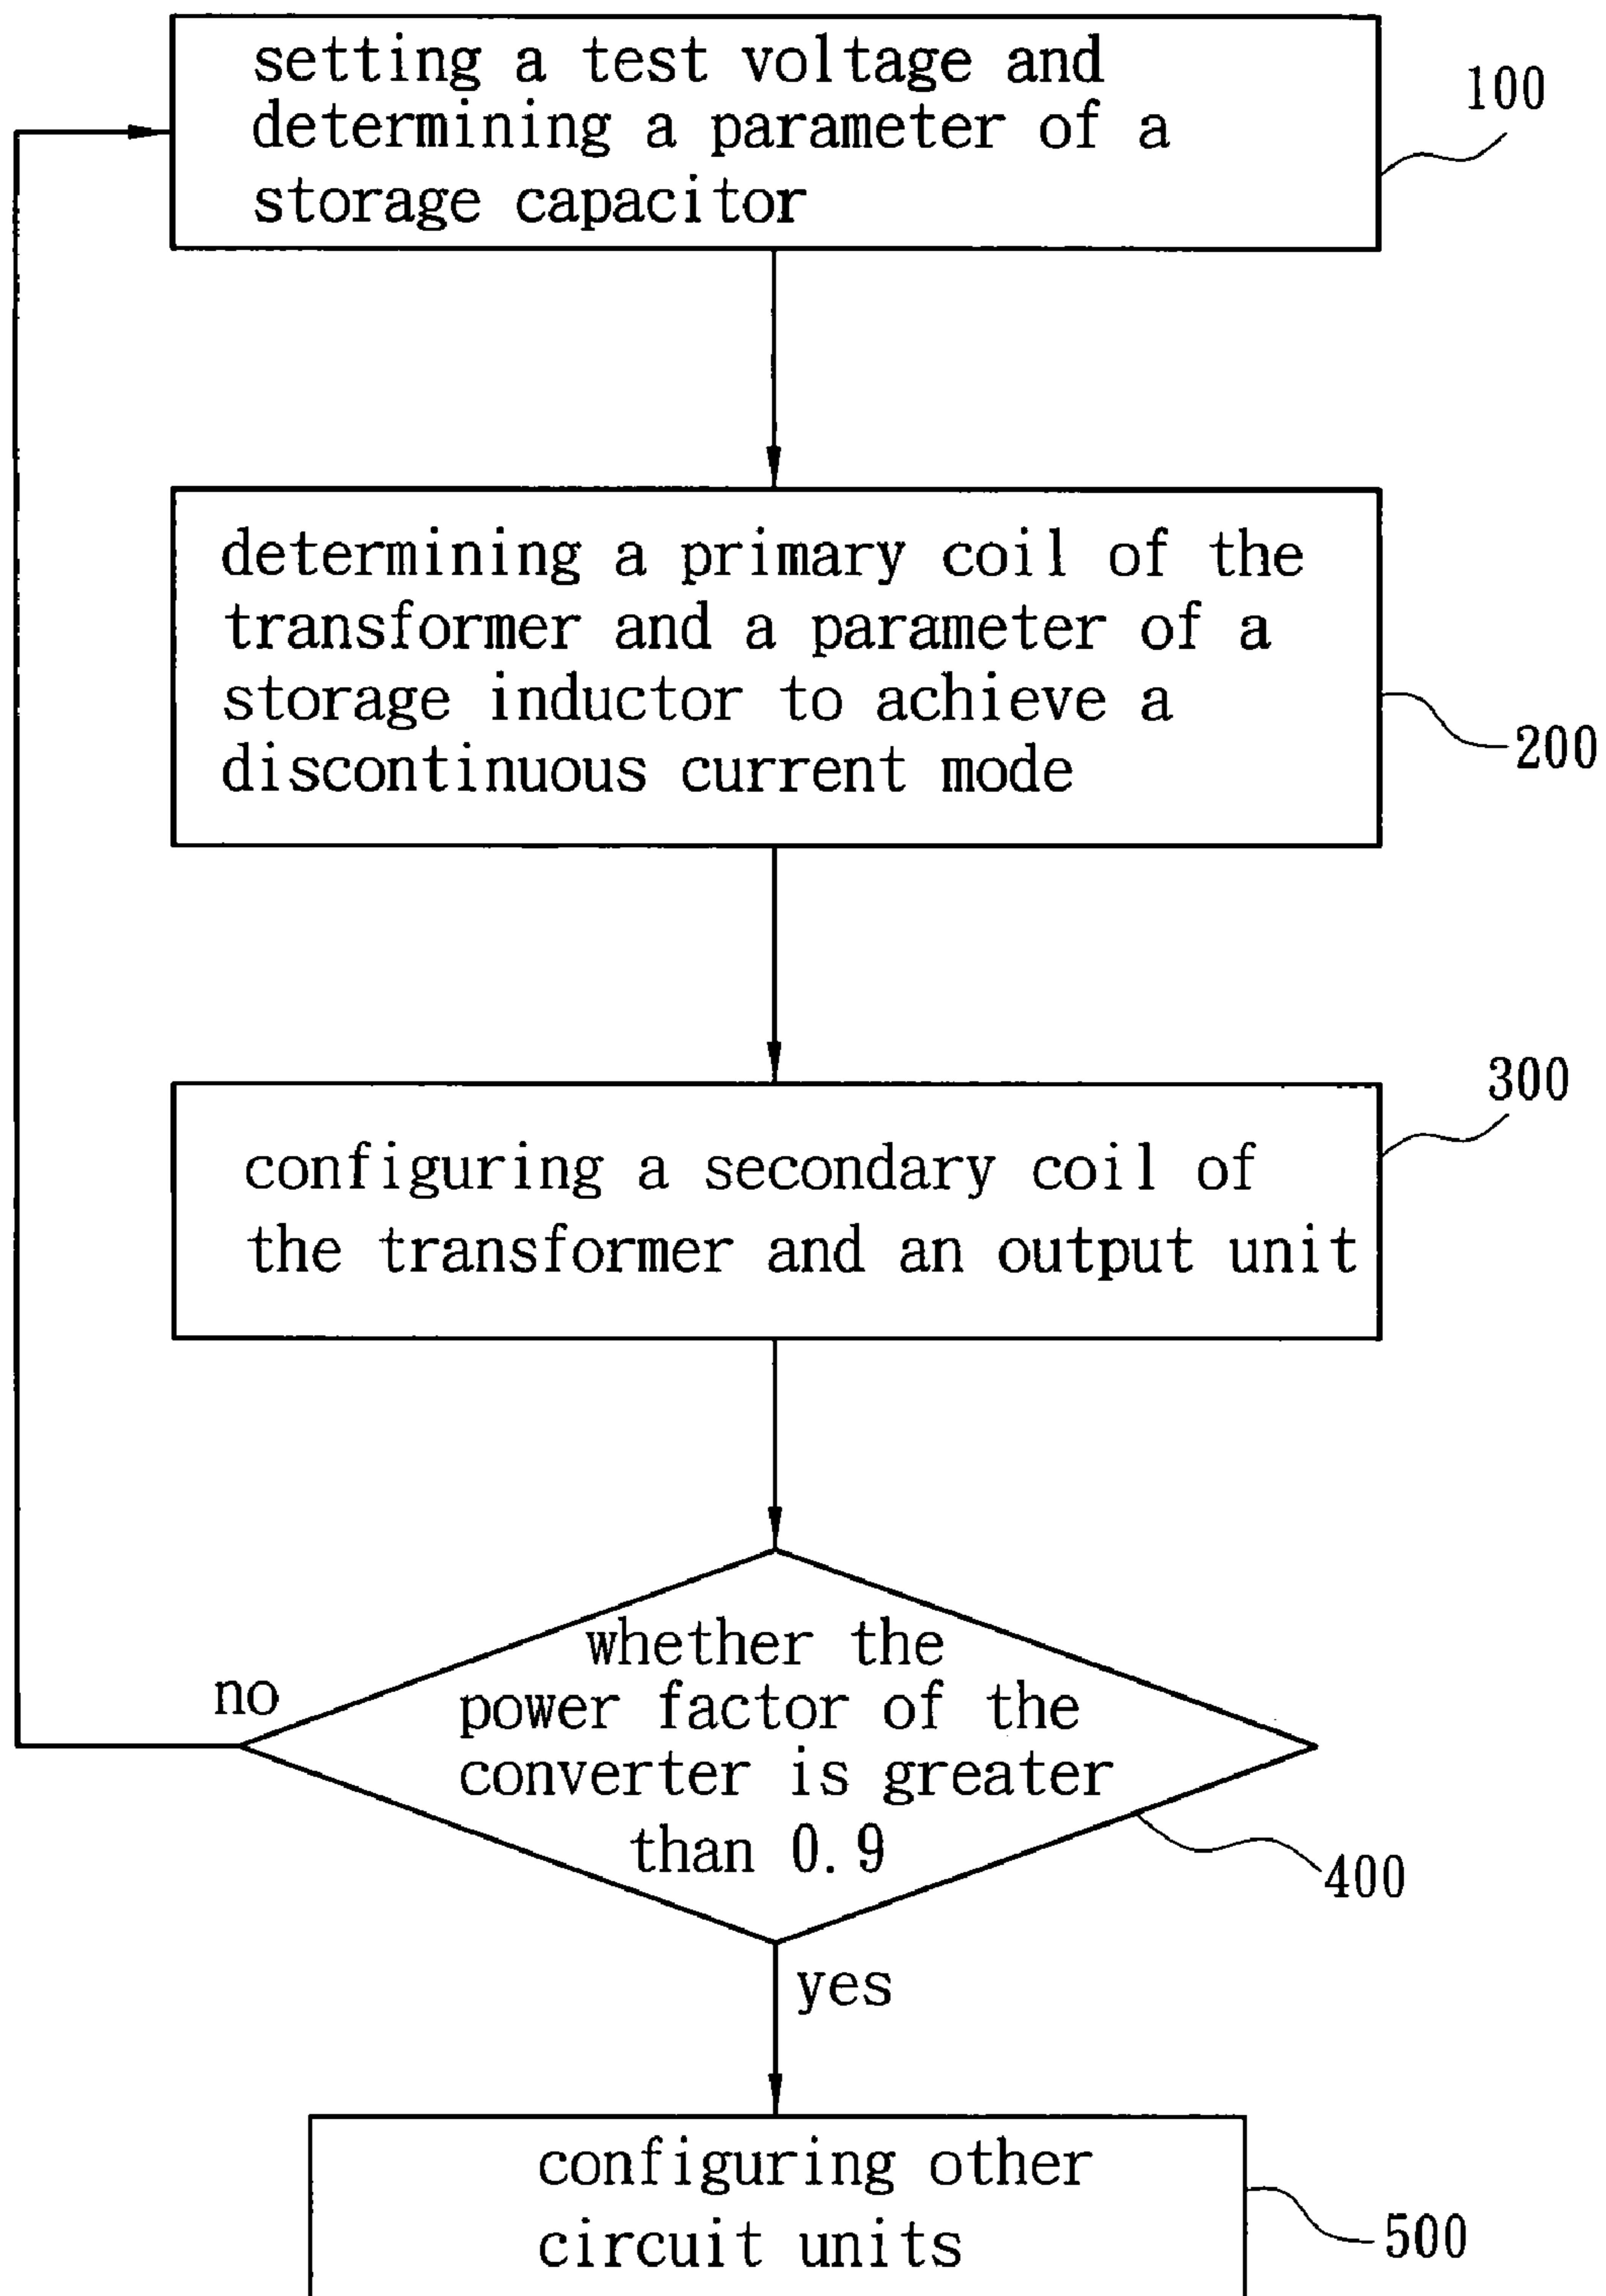 setting a test voltage and
determining a parameter of a
storage capacitor
100
determining a primary coil of the
transformer and a parameter of a
storage inductor to achieve a
discontinuous current mode
200
300
configuring a secondary coil of
the transformer and an output unit
whether the
power factor of the
converter is greater
than 0.9
no
400
yes
configuring other
circuit units
500